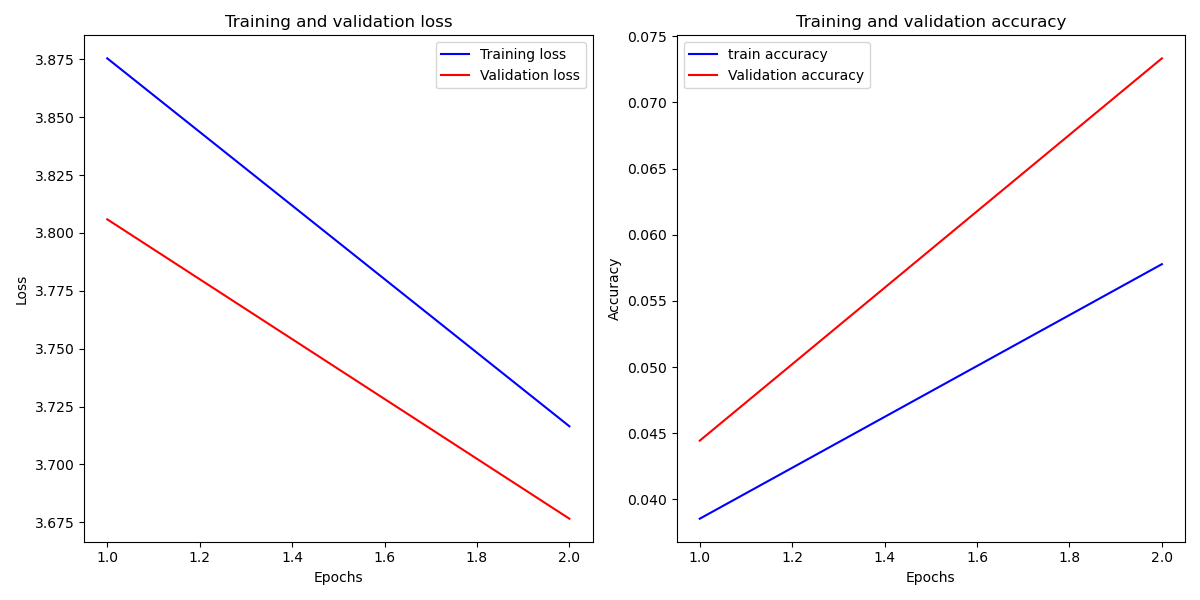 Training and validation loss
Training loss
Validation loss
3.875
3.850
3.825
3.800
3.775
3.750
3.725
3.700
3.675
Loss
1.0 1.2 1.4 1.6 1.8 2.0
Epochs
Training and validation accuracy
train accuracy
Validation accuracy
0.075
0.070
0.065
0.060
0.055
0.050
0.045
0.040
Accuracy
1.0 1.2 1.4 1.6 1.8 2.0
Epochs